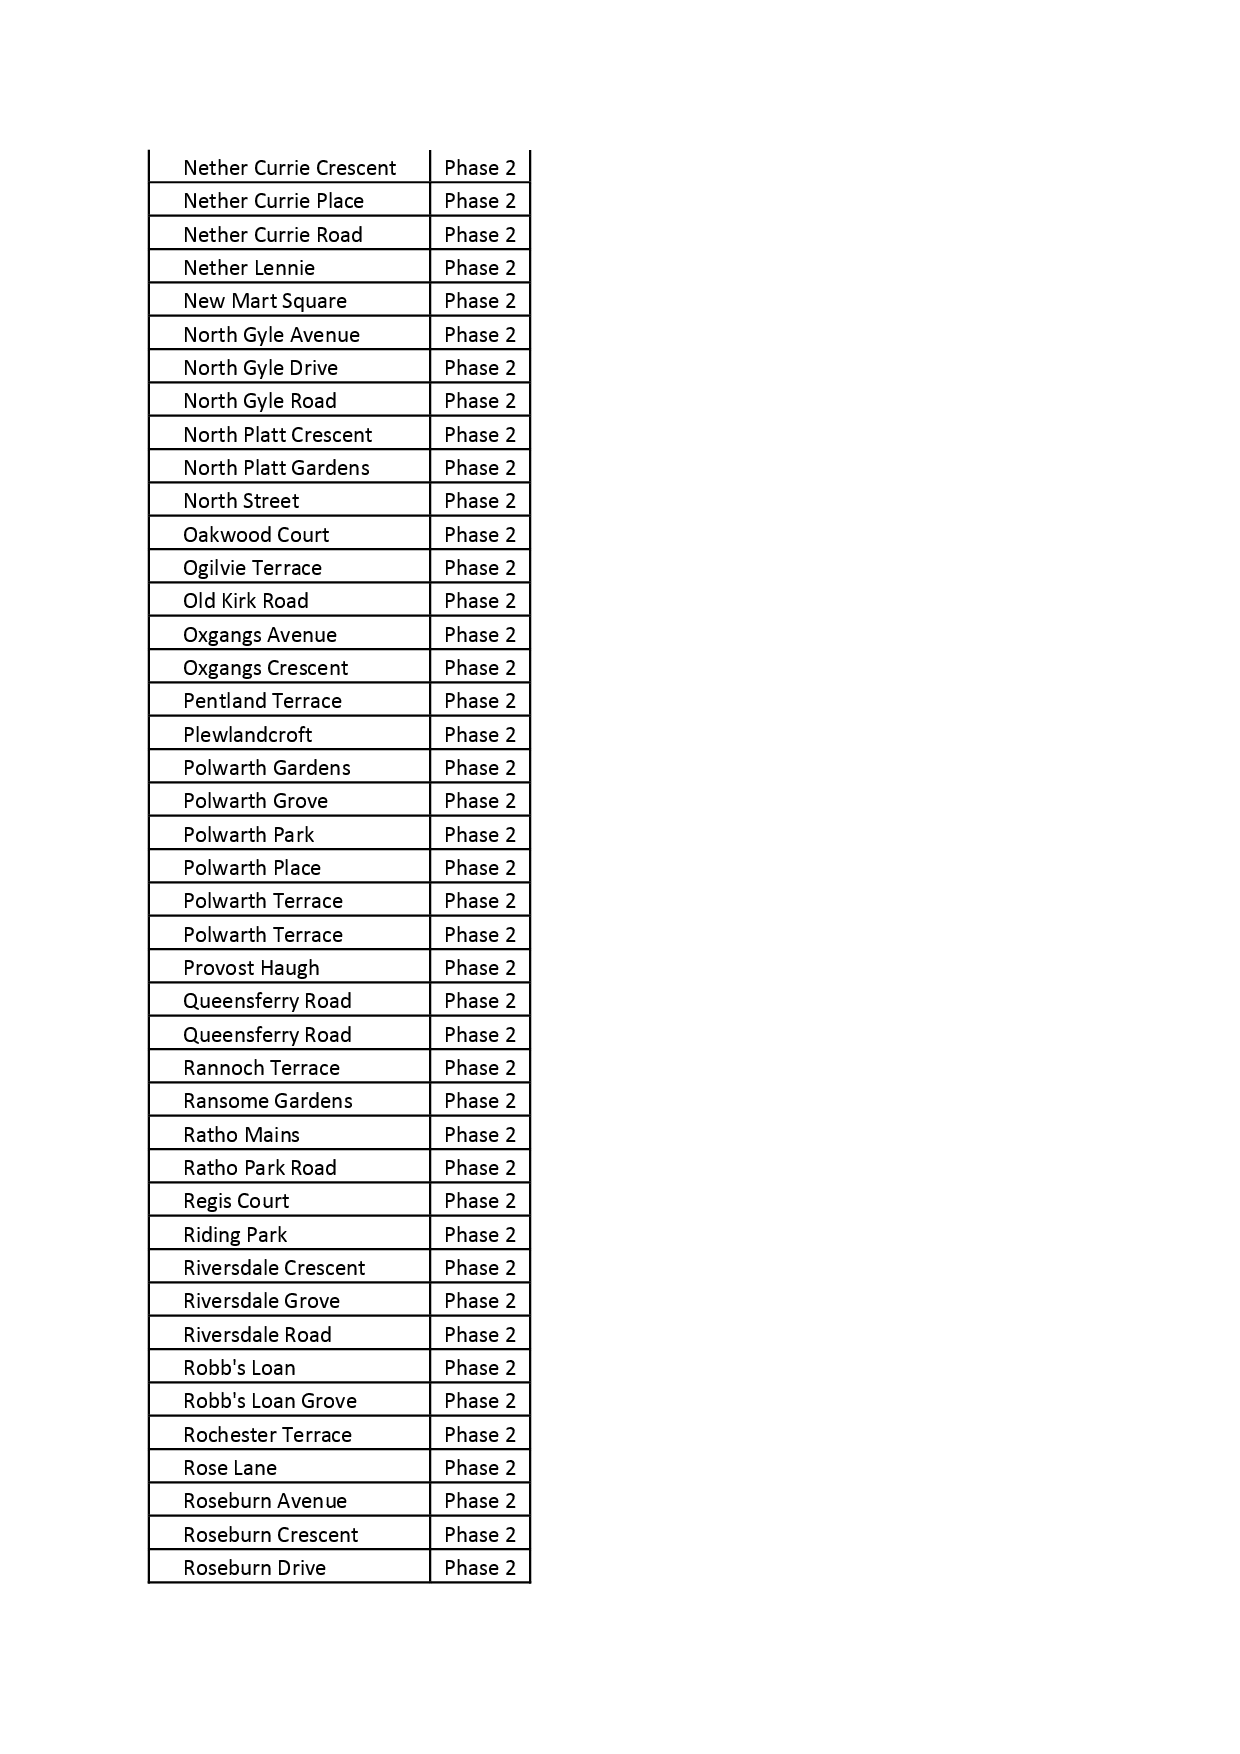 Nether Currie Crescent Phase 2
Nether Currie Place Phase 2
Nether Currie Road Phase 2
Nether Lennie Phase 2
New Mart Square Phase 2
North Gyle Avenue Phase 2
North Gyle Drive Phase 2
North Gyle Road Phase 2
North Platt Crescent Phase 2
North Platt Gardens Phase 2
North Street Phase 2
Oakwood Court Phase 2
Ogilvie Terrace Phase 2
Old Kirk Road Phase 2
Oxgangs Avenue Phase 2
Oxgangs Crescent Phase 2
Pentland Terrace Phase 2
Plewlandcroft Phase 2
Polwarth Gardens Phase 2
Polwarth Grove Phase 2
Polwarth Park Phase 2
Polwarth Place Phase 2
Polwarth Terrace Phase 2
Polwarth Terrace Phase 2
Provost Haugh Phase 2
Queensferry Road Phase 2
Queensferry Road Phase 2
Rannoch Terrace Phase 2
Ransome Gardens Phase 2
Ratho Mains Phase 2
Ratho Park Road Phase 2
Regis Court Phase 2
Riding Park Phase 2
Riversdale Crescent Phase 2
Riversdale Grove Phase 2
Riversdale Road Phase 2
Robb's Loan Phase 2
Robb's Loan Grove Phase 2
Rochester Terrace Phase 2
Rose Lane Phase 2
Roseburn Avenue Phase 2
Roseburn Crescent Phase 2
Roseburn Drive Phase 2